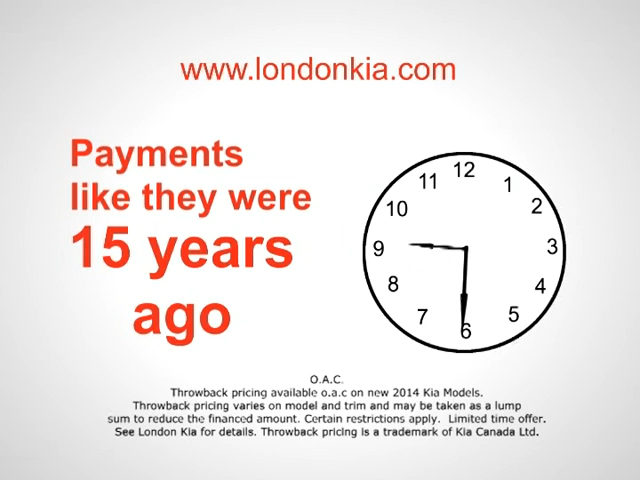 www.londonkia.com
Payments
like they were
15 years
ago
12
11
1
10
2
9
3
8
4
7
5
6
O.A.C.
Throwback pricing available o.a.c on new 2014 Kia Models.
Throwback pricing varies on model and trim and may be taken as a lump
sum to reduce the financed amount. Certain restrictions apply. Limited time offer.
See London Kia for details. Throwback pricing is a trademark of Kia Canada Ltd.